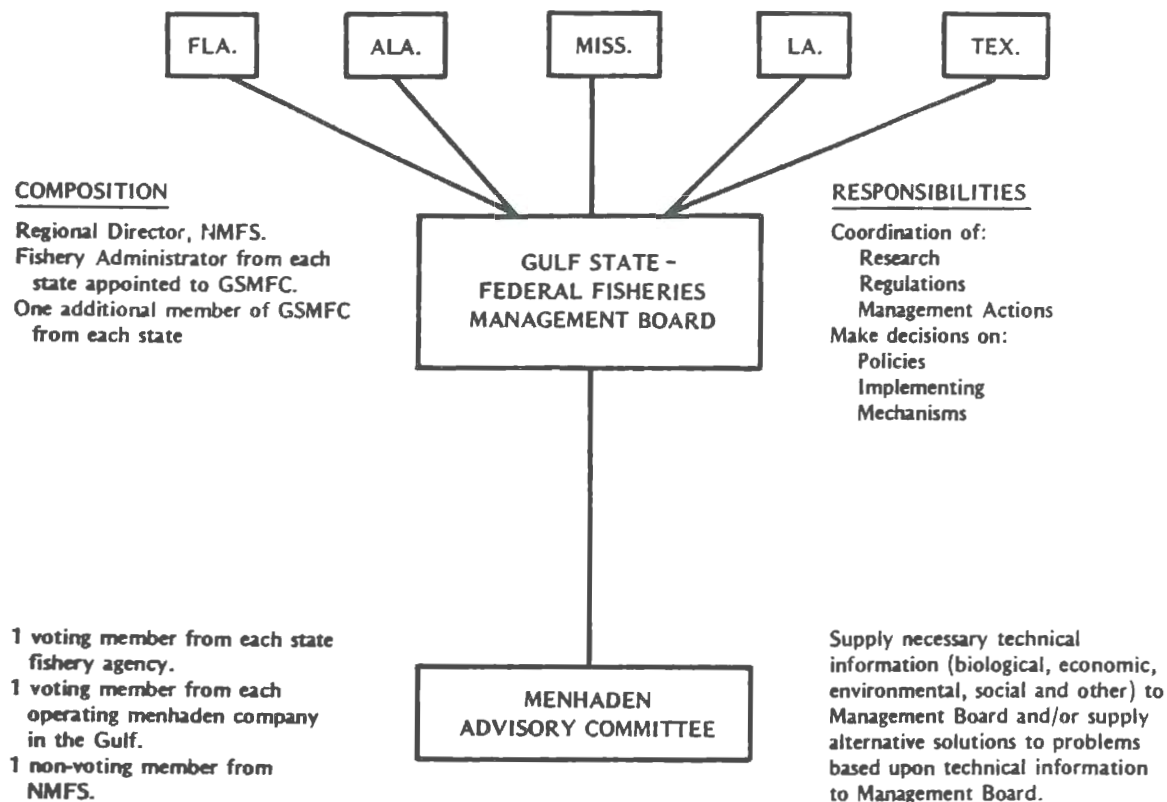 FLA.
ALA.
MISS.
LA.
TEX.
COMPOSITION
Regional Director, NMFS.
Fishery Administrator from each
state appointed to GSMFC.
One additional member of GSMFC
from each state
GULF STATE -
FEDERAL FISHERIES
MANAGEMENT BOARD
RESPONSIBILITIES
Coordination of:
Research
Regulations
Management Actions
Make decisions on:
Policies
Implementing
Mechanisms
1 voting member from each state
fishery agency.
1 voting member from each
operating menhaden company
in the Gulf.
1 non-voting member from
NMFS.
MENHADEN
ADVISORY COMMITTEE
Supply necessary technical
information (biological, economic,
environmental, social and other) to
Management Board and/or supply
alternative solutions to problems
based upon technical information
to Management Board.